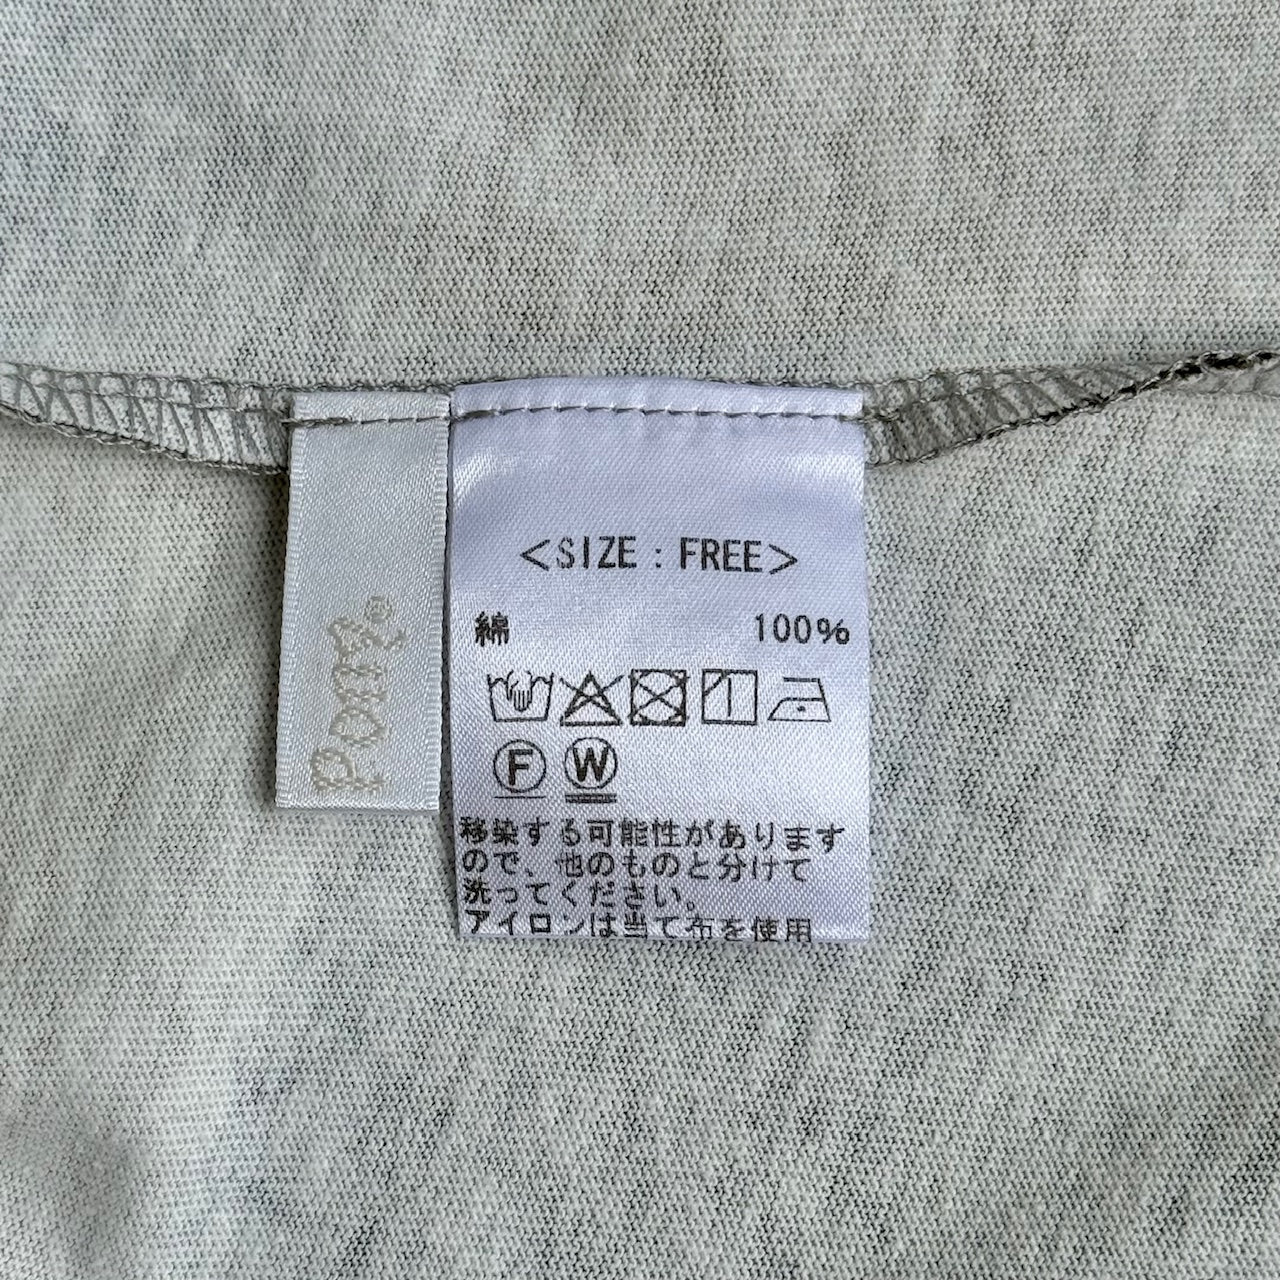 Pont®
<SIZE : FREE>
綿 100%
F W
移染する可能性があります
ので、他のものと分けて
洗ってください。
アイロンは当て布を使用